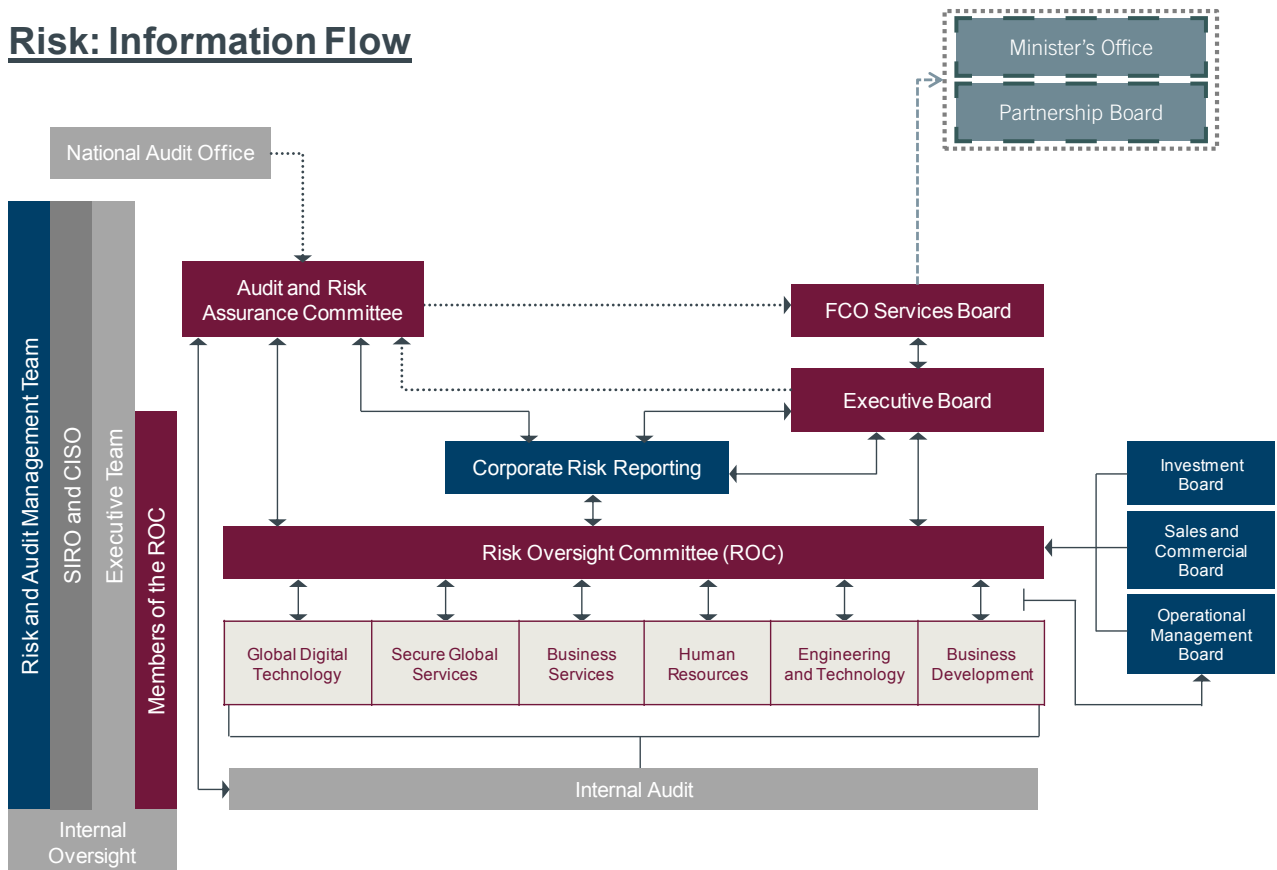 Risk: Information Flow
Minister's Office
Partnership Board
National Audit Office
Audit and Risk
Assurance Committee
FCO Services Board
Executive Board
Corporate Risk Reporting
Investment
Board
Sales and
Commercial
Board
Operational
Management
Board
Risk Oversight Committee (ROC)
Global Digital
Technology
Secure Global
Services
Business
Services
Human
Resources
Engineering
and Technology
Business
Development
Internal Audit
Risk and Audit Management Team
SIRO and CISO
Executive Team
Members of the ROC
Internal
Oversight